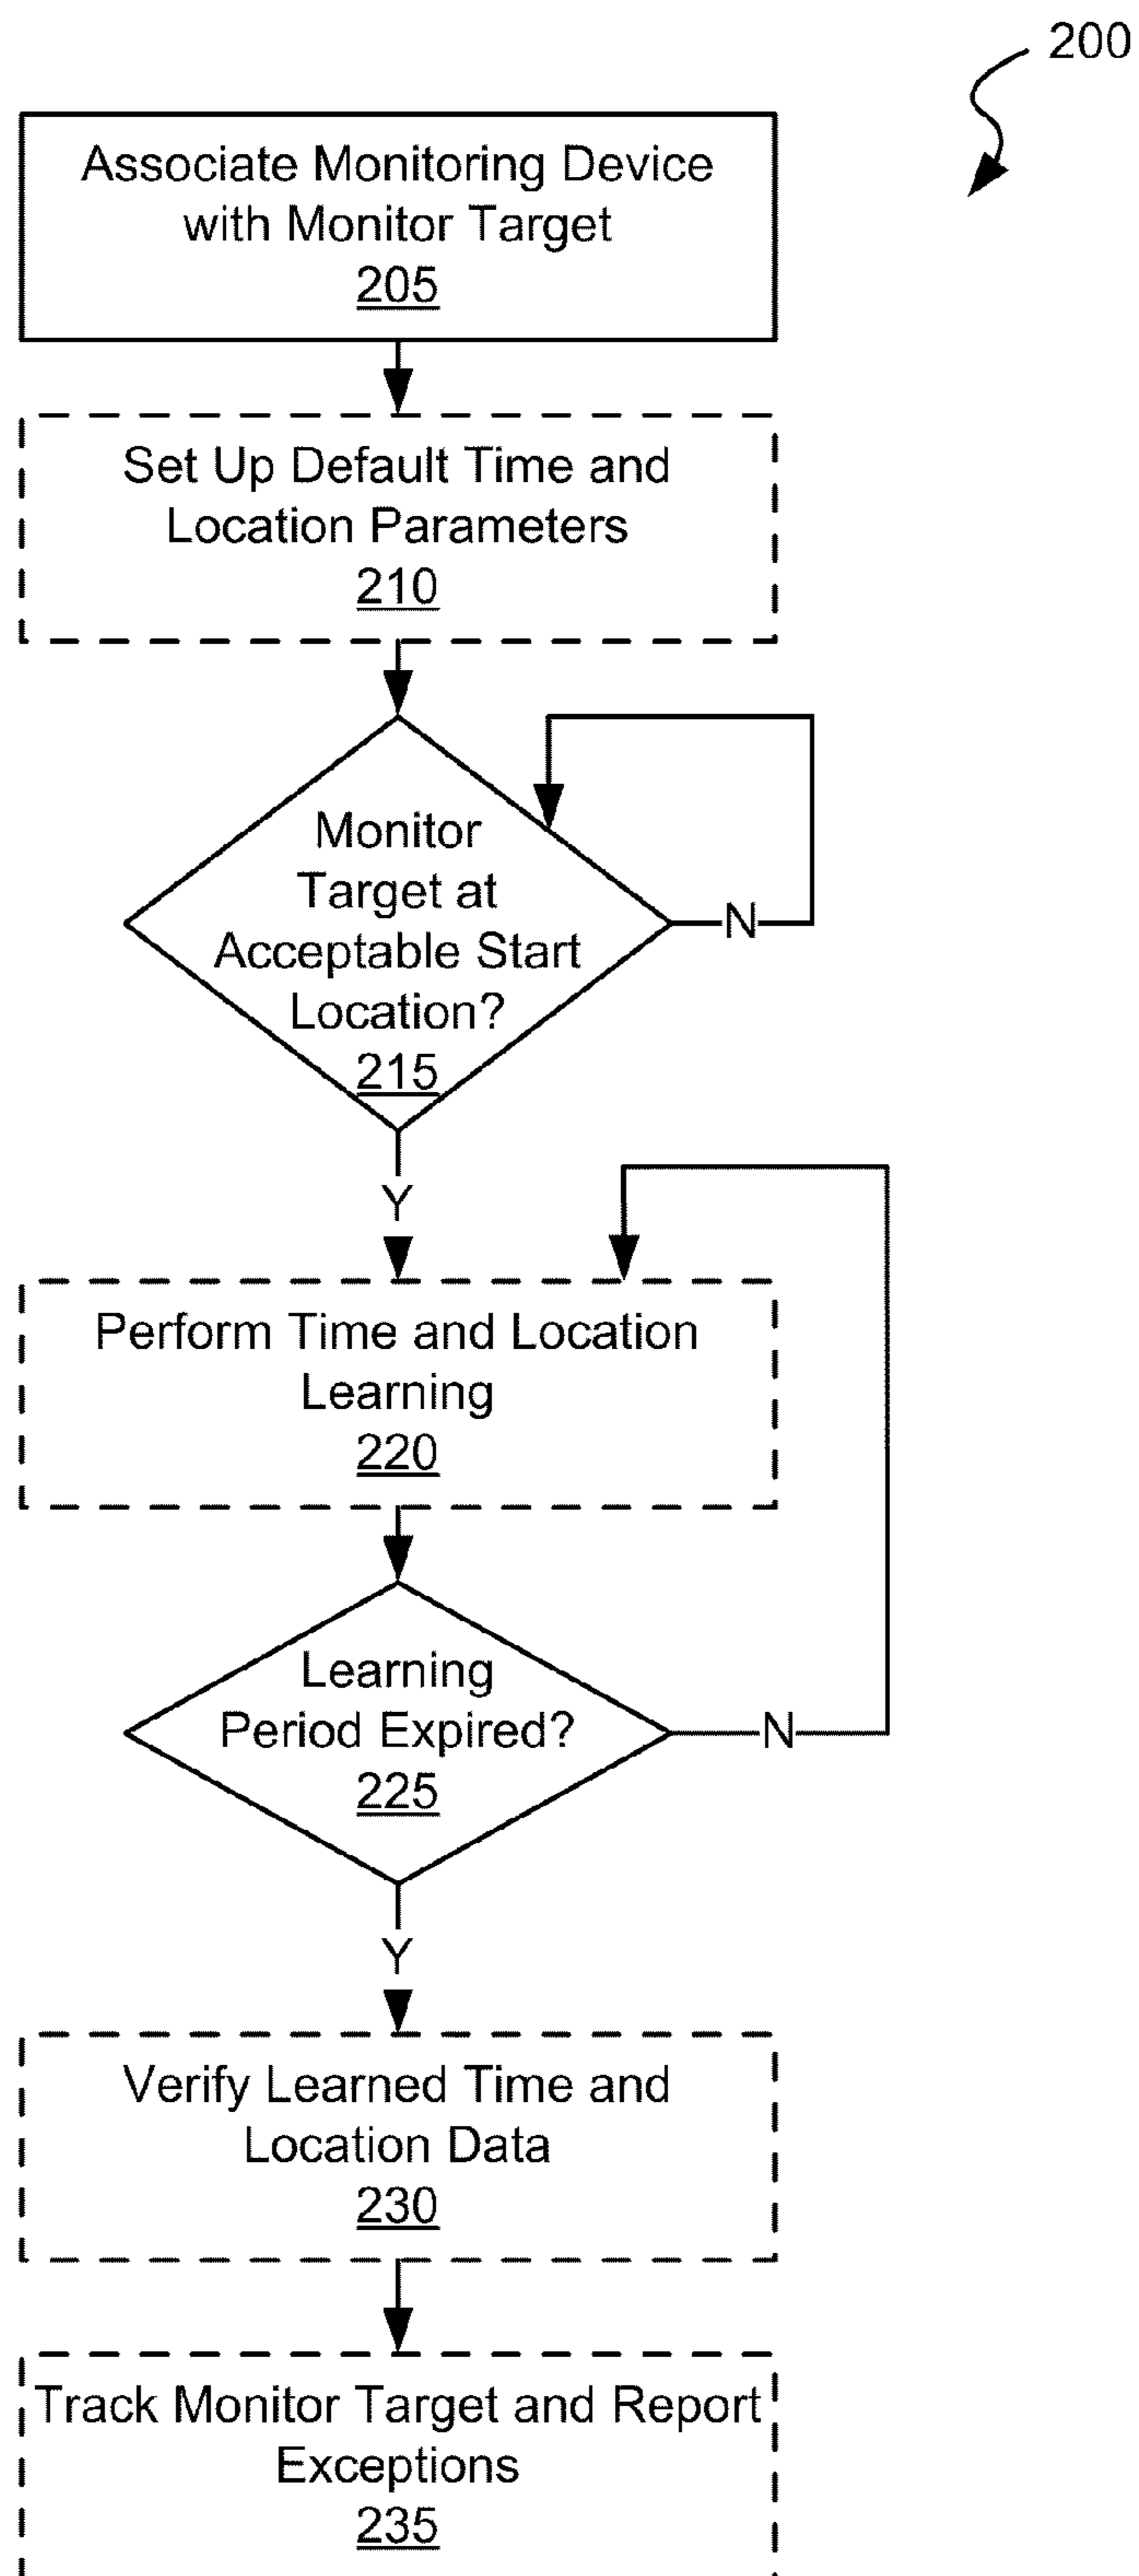 200
Associate Monitoring Device
with Monitor Target
205
Set Up Default Time and
Location Parameters
210
Monitor
Target at
Acceptable Start
Location?
215
N
Y
Perform Time and Location
Learning
220
Learning
Period Expired?
225
N
Y
Verify Learned Time and
Location Data
230
Track Monitor Target and Report
Exceptions
235